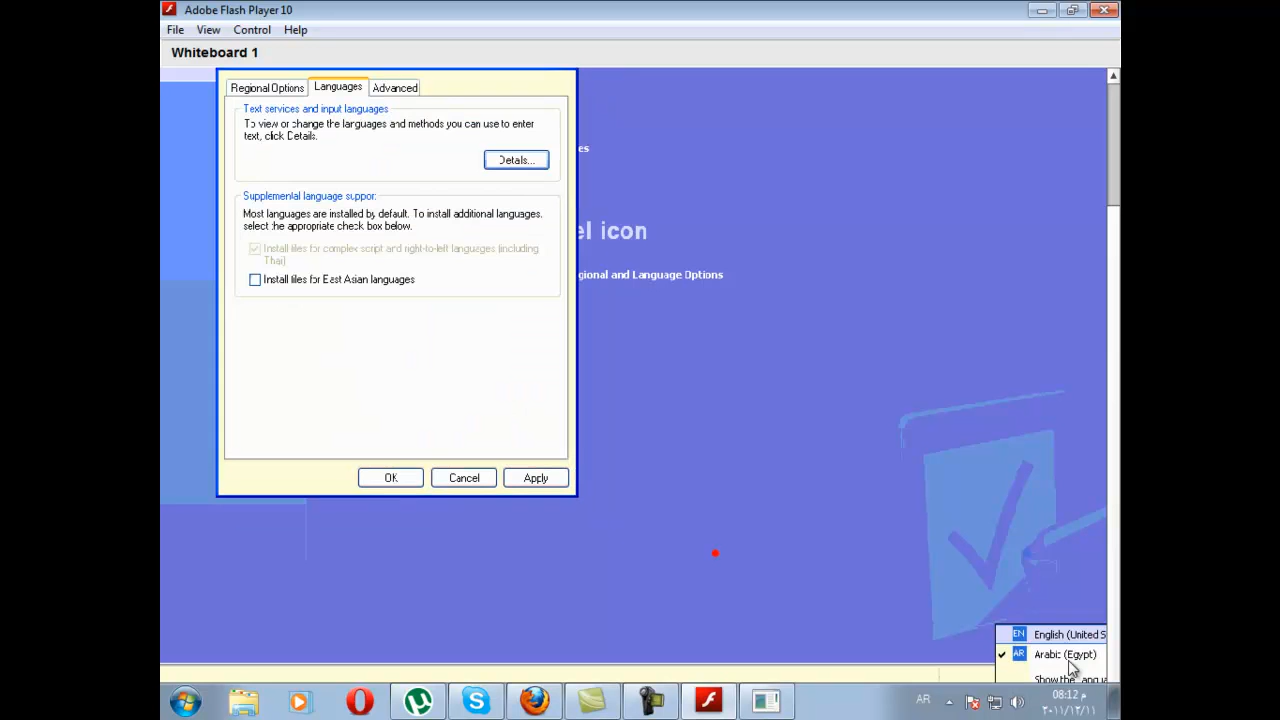 Adobe Flash Player 10
File View Control Help
Whiteboard 1
Regional Options Languages Advanced
Text services and input languages
To view or change the languages and methods you can use to enter
text, click Details.
Details...
es
Supplemental language support
Most languages are installed by default. To install additional languages,
select the appropriate check box below.
el icon
Install files for complex script and right-to-left languages (including
Thai)
gional and Language Options
Install files for East Asian languages
OK Cancel Apply
EN English (United S
AR Arabic (Egypt)
Show the Langua
AR
08:12 م
٢٠١١/١٢/١١